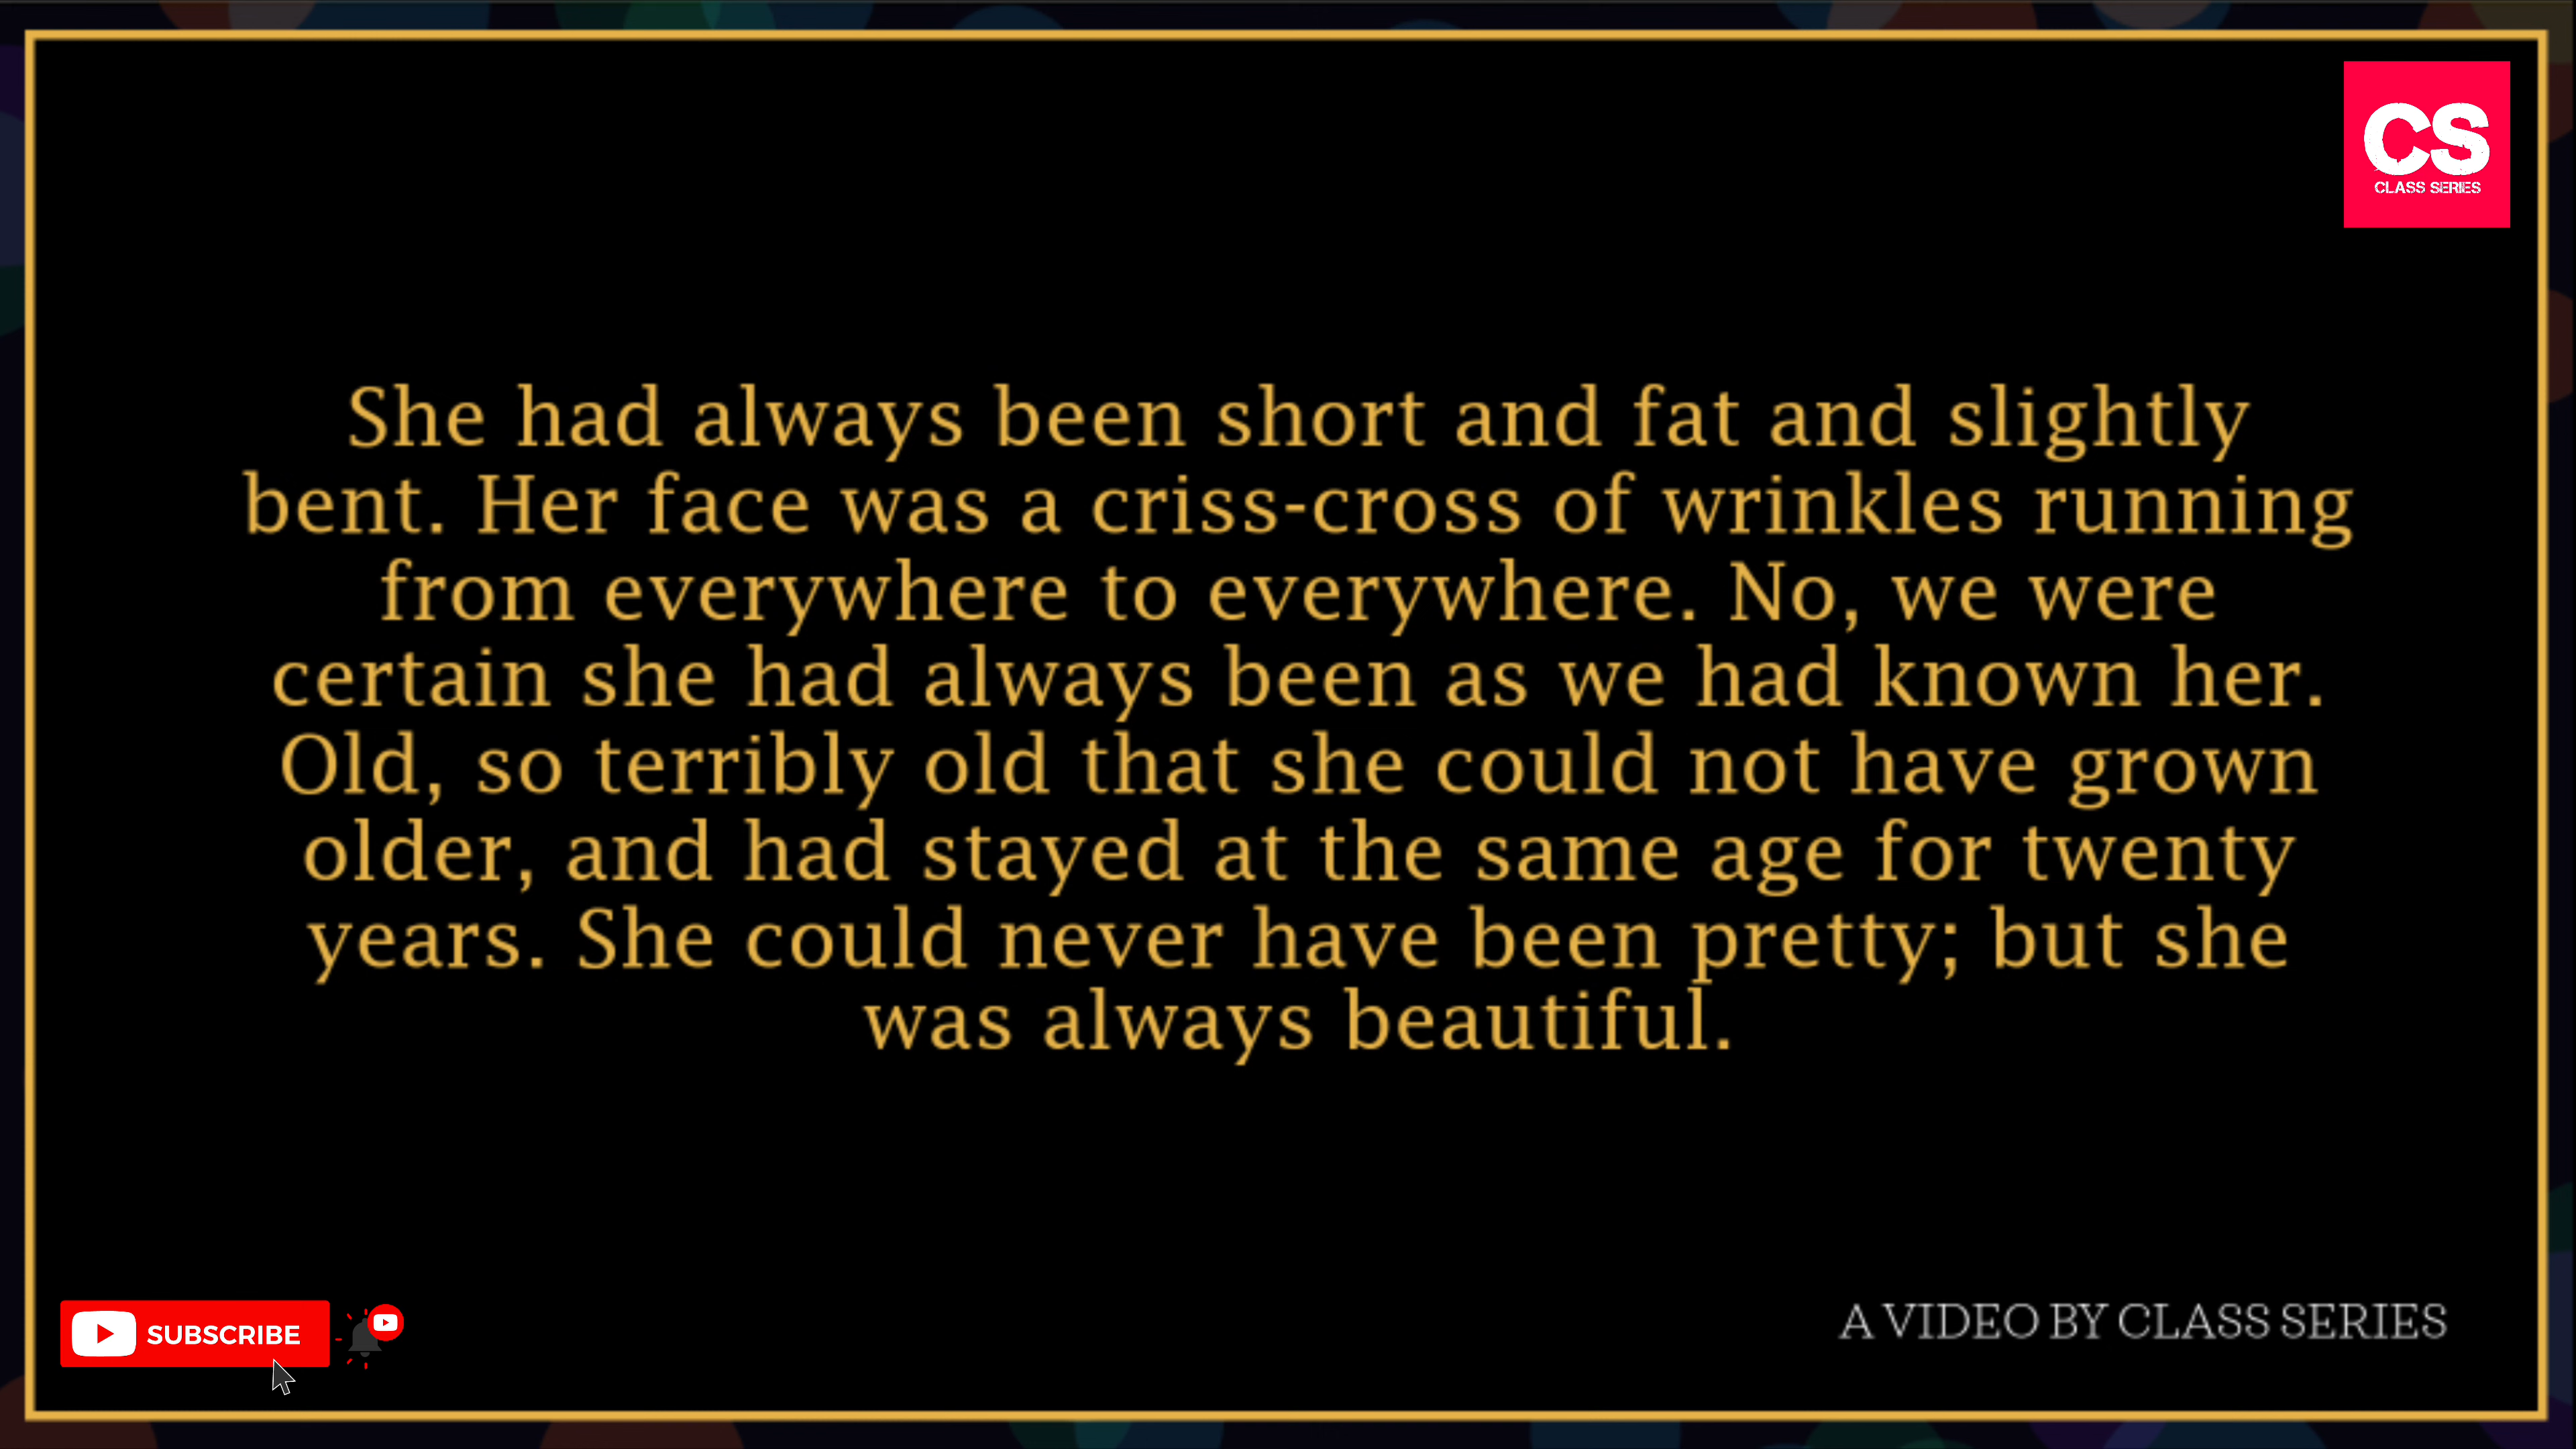 CS
CLASS SERIES
She had always been short and fat and slightly
bent. Her face was a criss-cross of wrinkles running
from everywhere to everywhere. No, we were
certain she had always been as we had known her.
Old, so terribly old that she could not have grown
older, and had stayed at the same age for twenty
years. She could never have been pretty; but she
was always beautiful.
SUBSCRIBE
A VIDEO BY CLASS SERIES